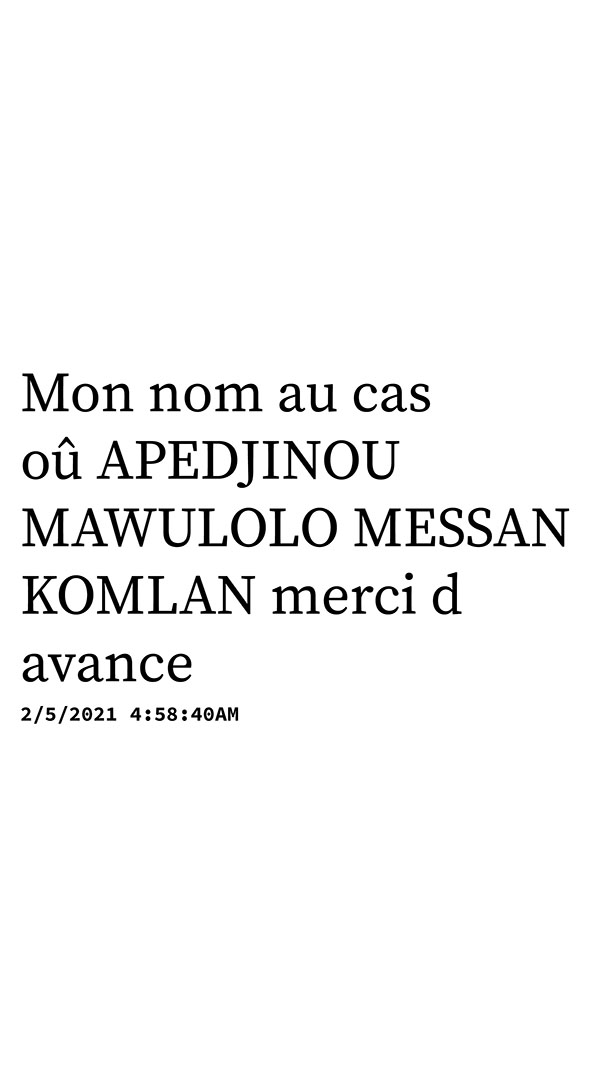 Mon nom au cas
oû APEDJINOU
MAWULOLO MESSAN
KOMLAN merci d
avance
2/5/2021 4:58:40AM